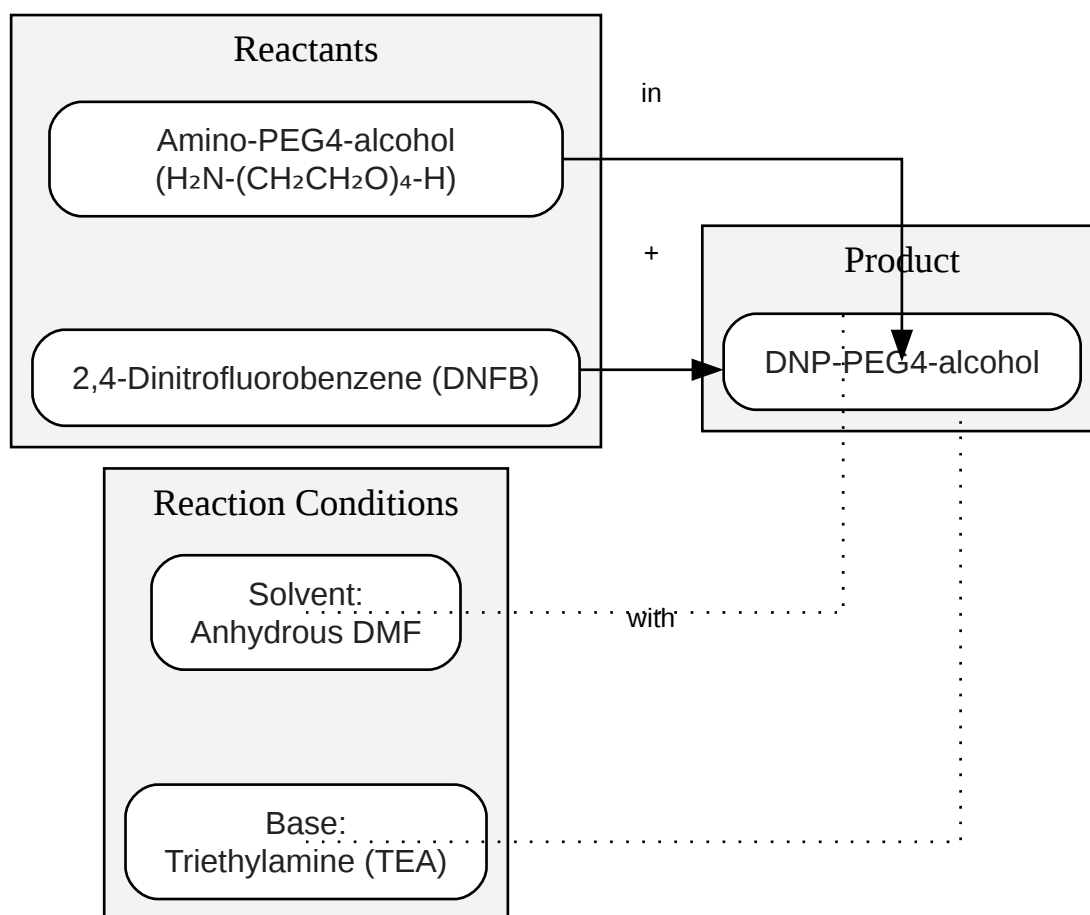 Reactants
in
Amino-PEG4-alcohol
(H₂N-(CH₂CH₂O)₄-H)
+
Product
2,4-Dinitrofluorobenzene (DNFB)
DNP-PEG4-alcohol
Reaction Conditions
Solvent:
Anhydrous DMF
with
Base:
Triethylamine (TEA)